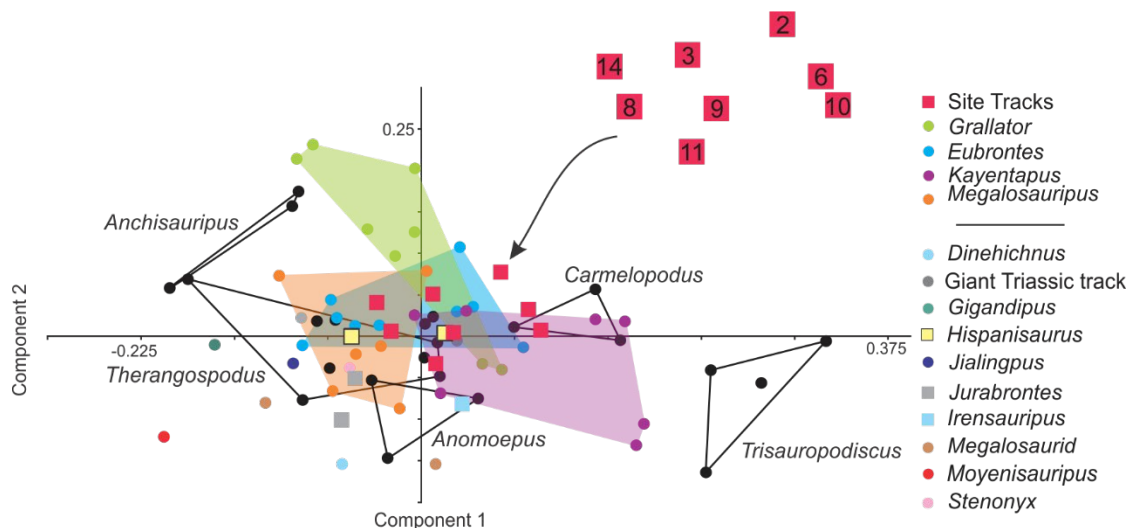 2
3
14
6
8
9
10
11
0.25
Site Tracks
Grallator
Eubrontes
Kayentapus
Megalosauripus
Anchisauripus
Carmelopodus
Dinehichnus
Giant Triassic track
Gigandipus
Hispanisaurus
Jialingpus
Jurabrontes
Irensauripus
Megalosaurid
Moyenisauripus
Stenonyx
-0.225
0.375
Component 2
Therangospodus
Anomoepus
Trisauropodiscus
Component 1